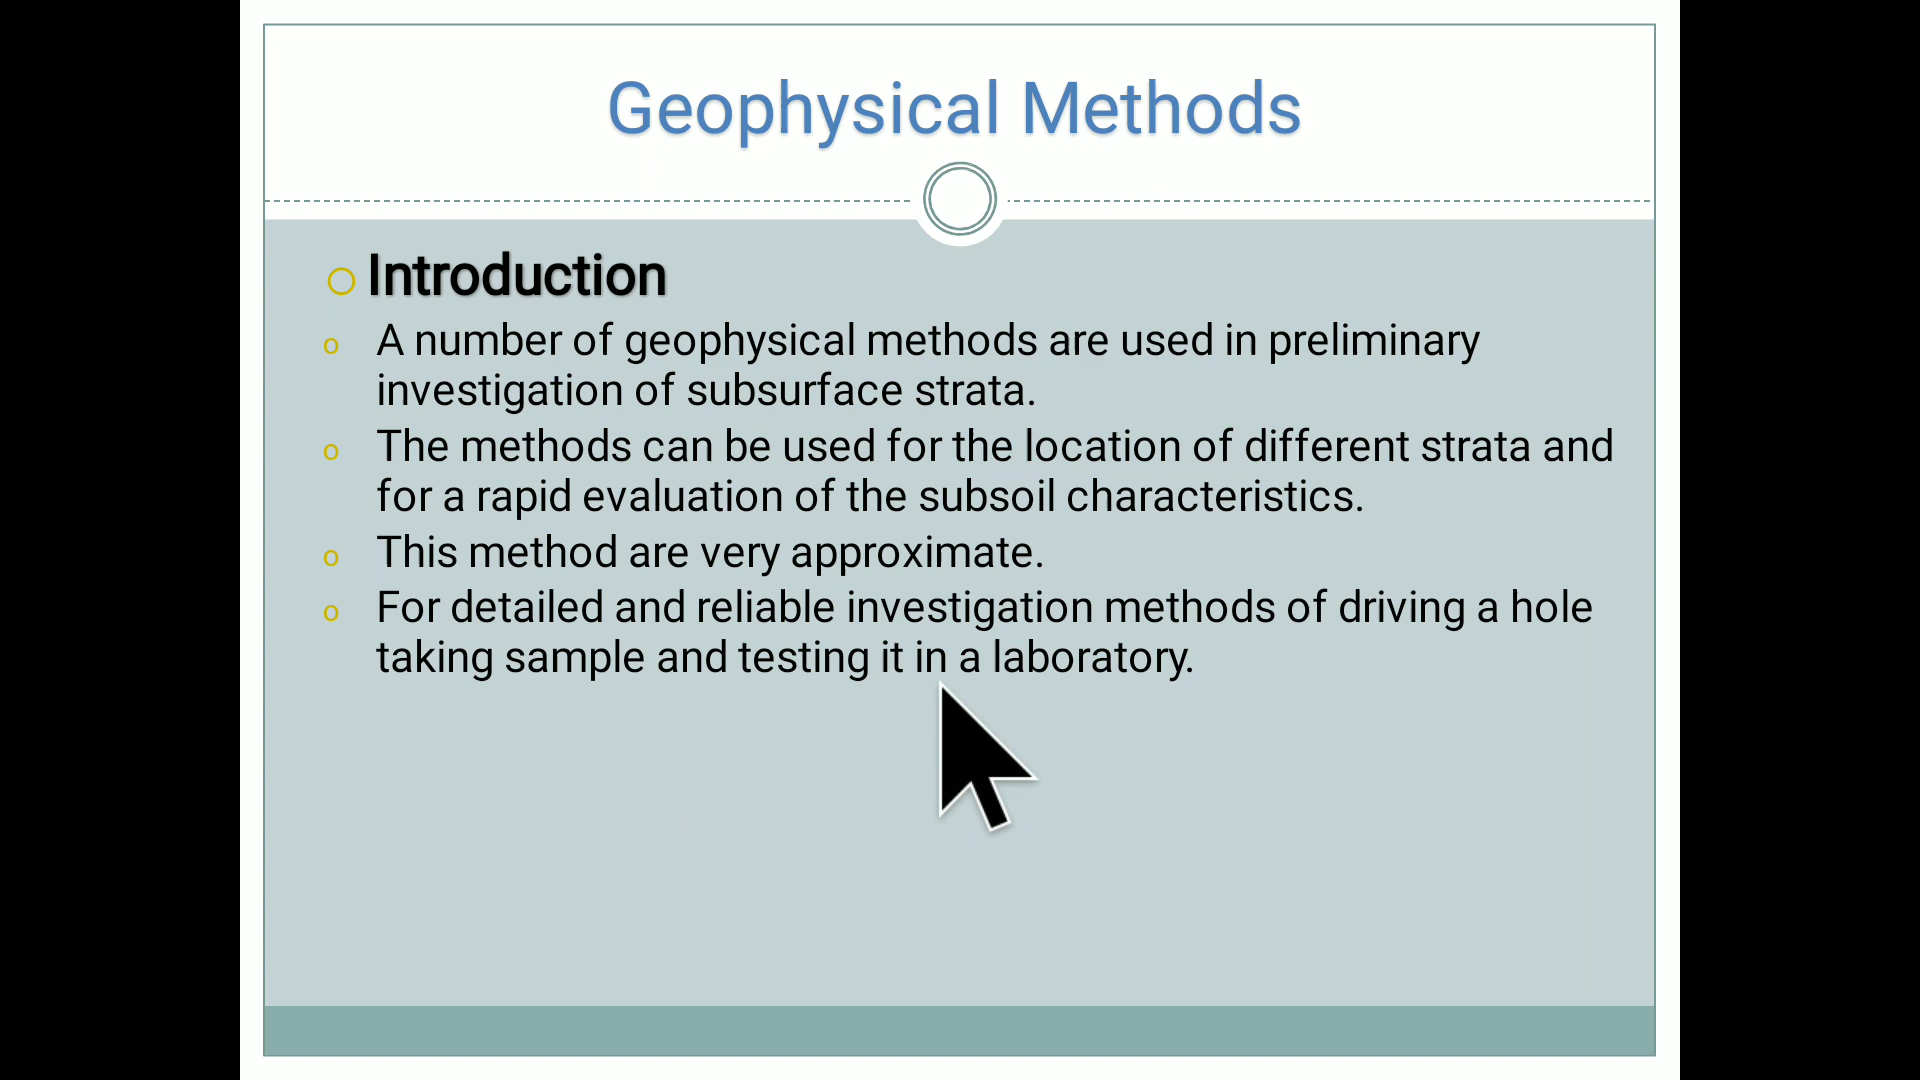 Geophysical Methods
Introduction
A number of geophysical methods are used in preliminary
investigation of subsurface strata.
The methods can be used for the location of different strata and
for a rapid evaluation of the subsoil characteristics.
This method are very approximate.
For detailed and reliable investigation methods of driving a hole
taking sample and testing it in a laboratory.